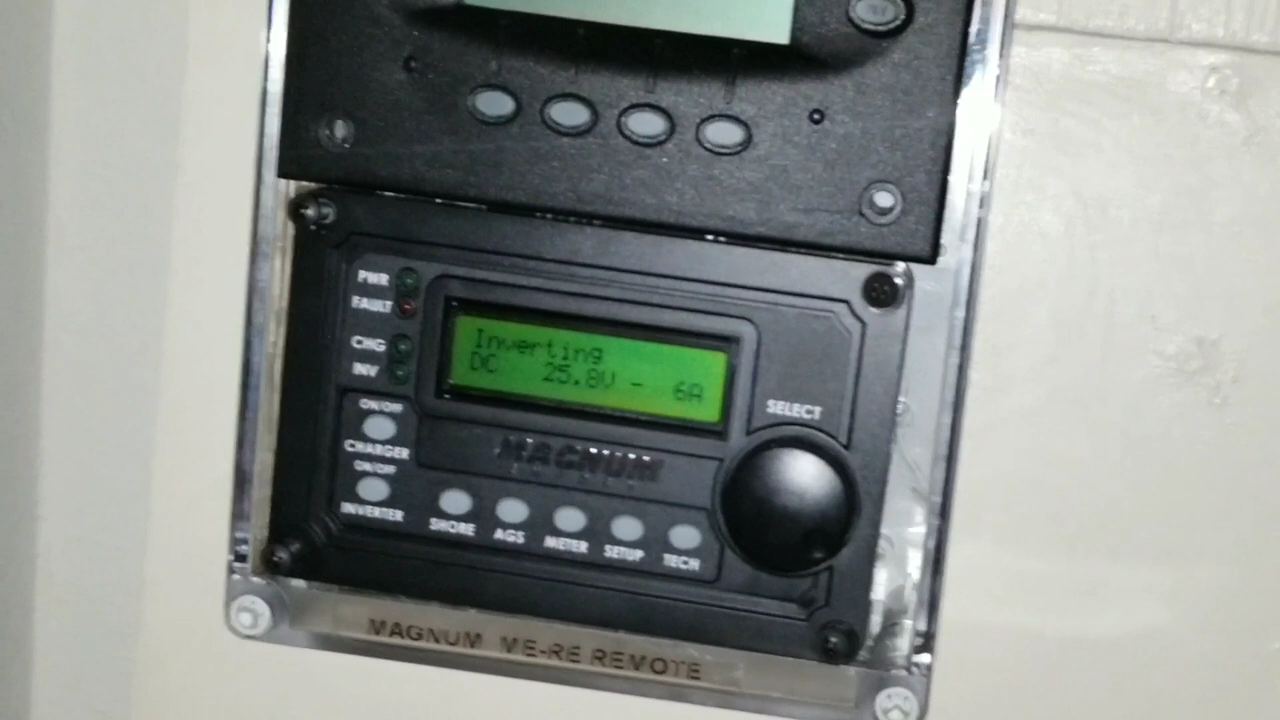 PWR
FAULT
CHG
INV
Inverting
DC 25.8V - 6A
SELECT
ON/OFF
CHARGER
ON/OFF
INVERTER
MAGNUM
SHORE
AGS
METER
SETUP
TECH
MAGNUM ME-RE REMOTE